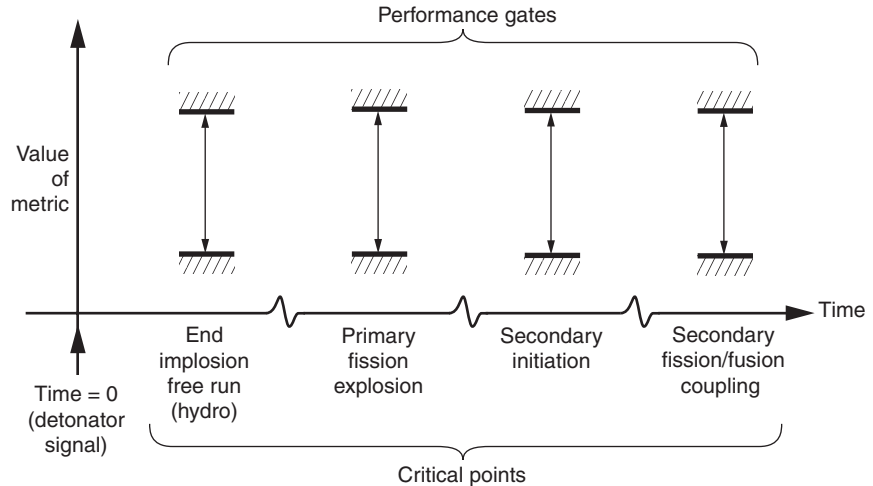 Performance gates
Value
of
metric
Time
End
implosion
free run
(hydro)
Primary
fission
explosion
Secondary
initiation
Secondary
fission/fusion
coupling
Time = 0
(detonator
signal)
Critical points